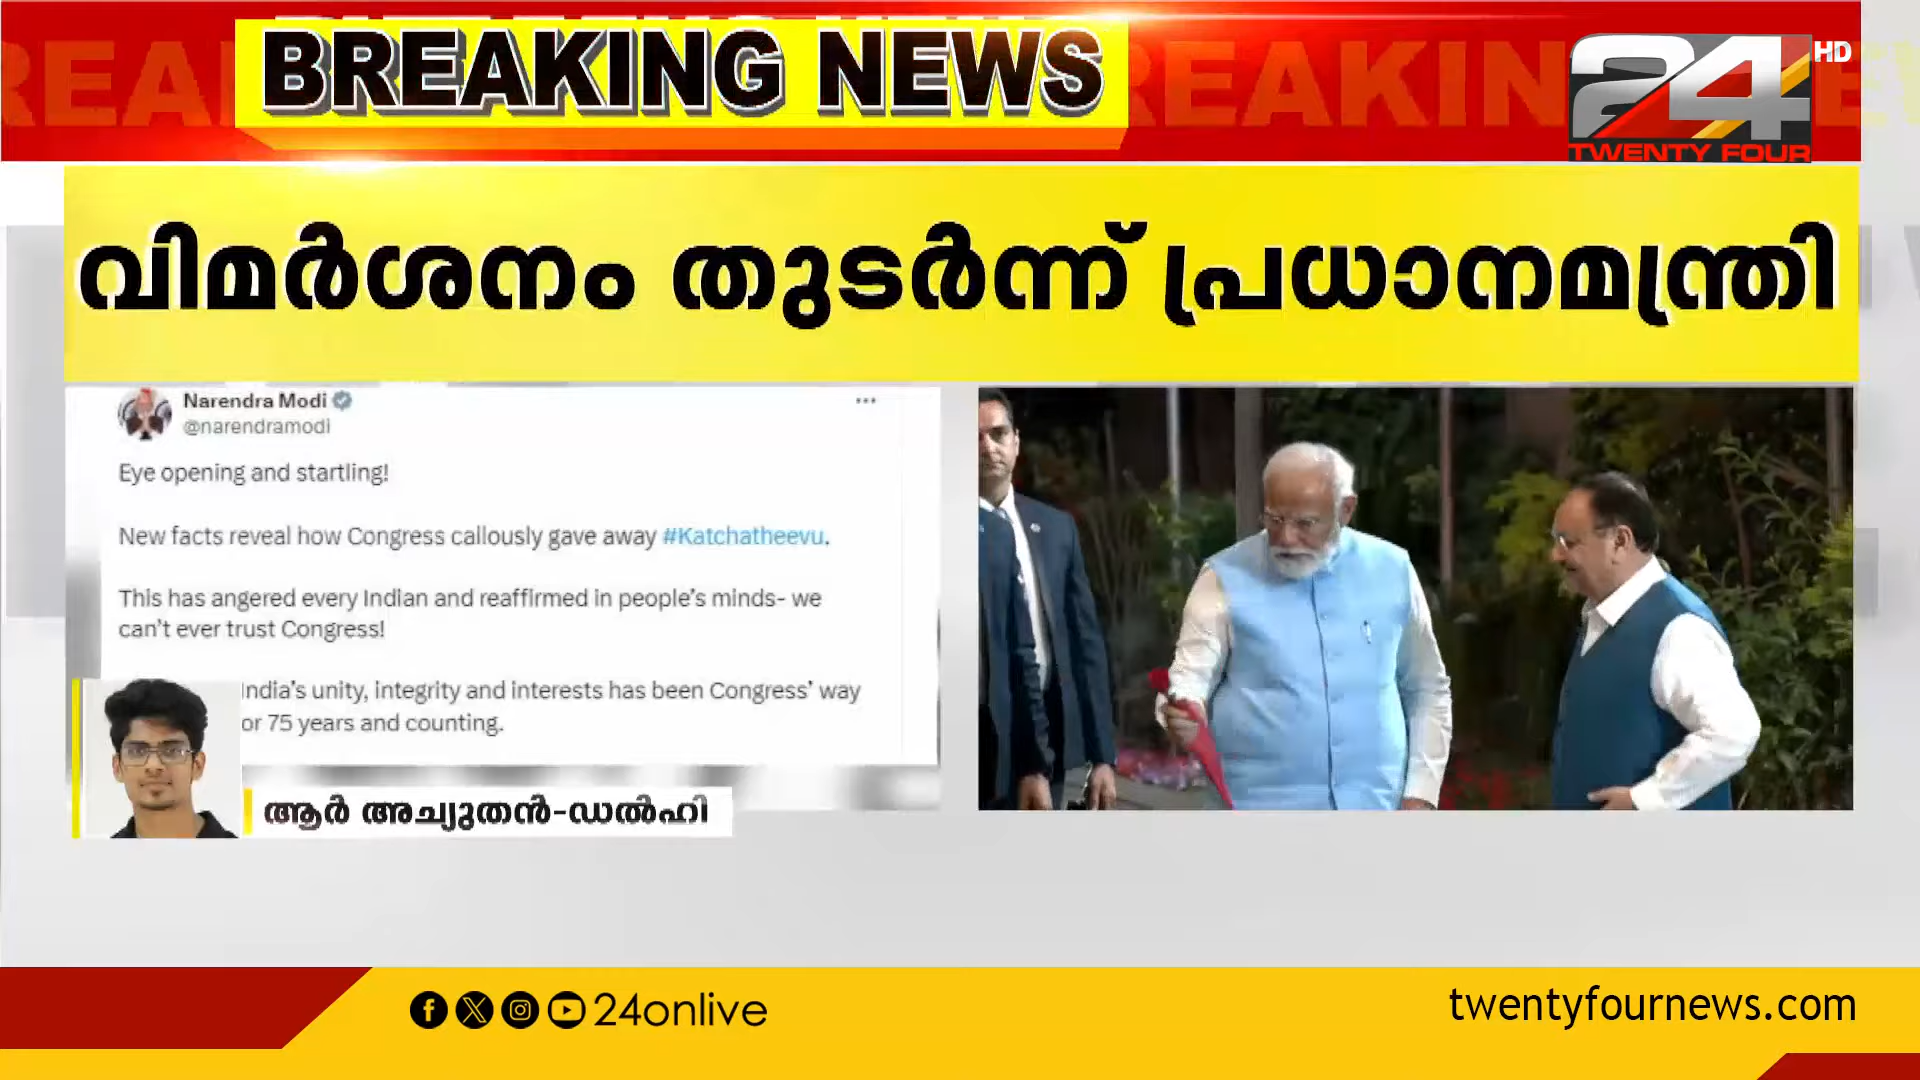 BREAKING NEWS
24 HD
TWENTY FOUR
വിമർശനം തുടർന്ന് പ്രധാനമന്ത്രി
Narendra Modi
@narendramodi
Eye opening and startling!
New facts reveal how Congress callously gave away #Katchatheevu.
This has angered every Indian and reaffirmed in people's minds- we
can't ever trust Congress!
India's unity, integrity and interests has been Congress' way
or 75 years and counting.
ആർ അച്യുതൻ-ഡൽഹി
24onlive
twentyfournews.com